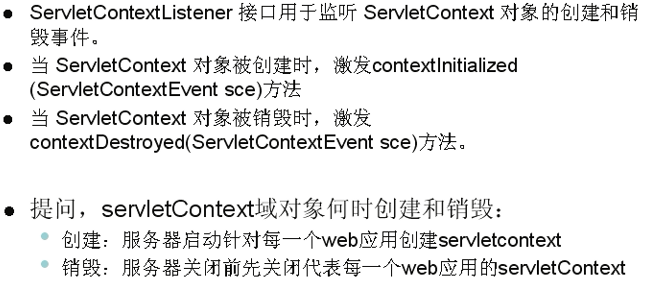 ● ServletContextListener 接口用于监听 ServletContext 对象的创建和销
毁事件。
● 当 ServletContext 对象被创建时，激发contextInitialized
(ServletContextEvent sce)方法
● 当 ServletContext 对象被销毁时，激发
contextDestroyed(ServletContextEvent sce)方法。
● 提问，servletContext域对象何时创建和销毁：
• 创建：服务器启动针对每一个web应用创建servletcontext
• 销毁：服务器关闭前先关闭代表每一个web应用的servletContext